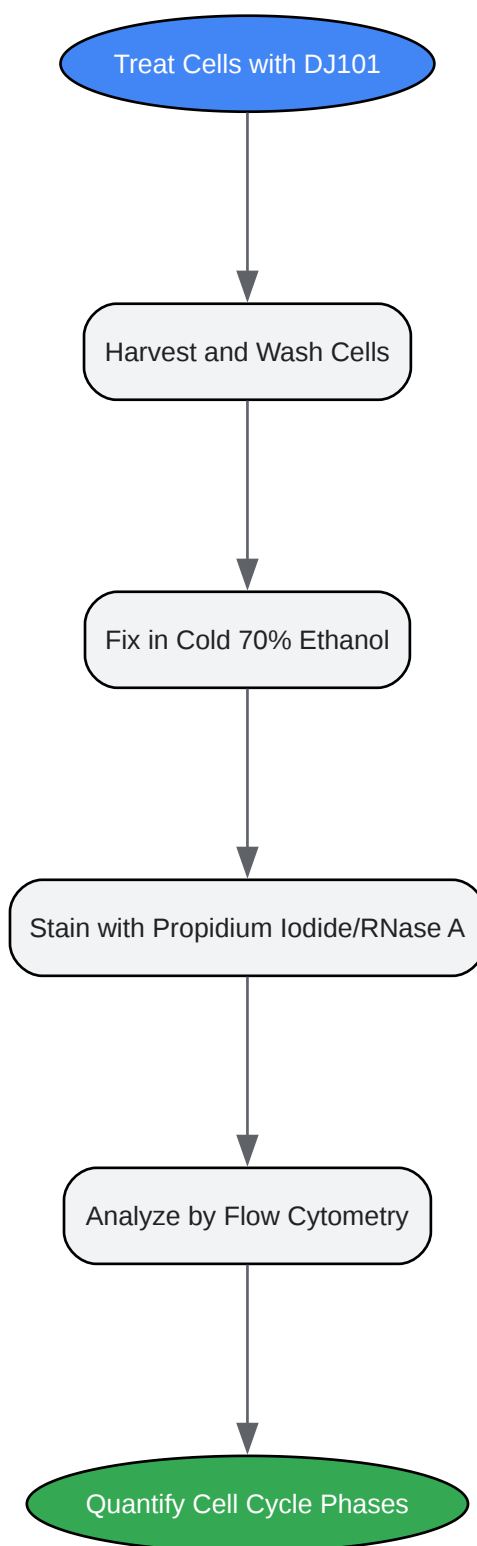 Treat Cells with DJ101
Harvest and Wash Cells
Fix in Cold 70% Ethanol
Stain with Propidium Iodide/RNase A
Analyze by Flow Cytometry
Quantify Cell Cycle Phases